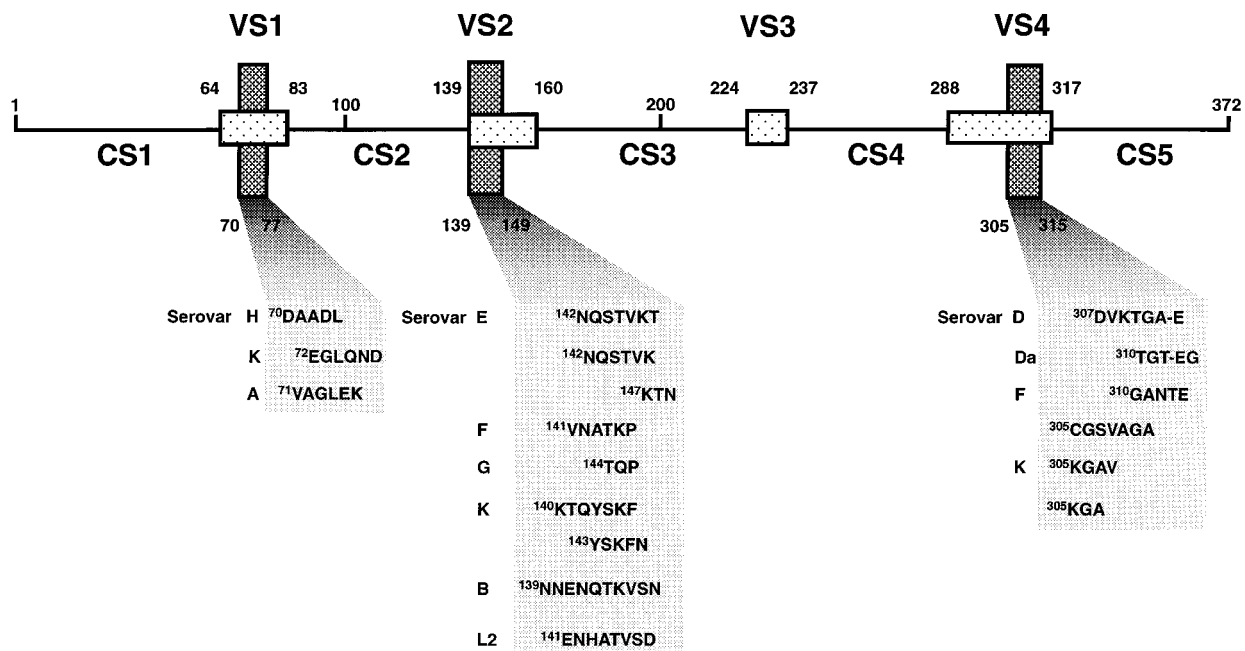 VS1 VS2 VS3 VS4
1 64 83 100 139 160 200 224 237 288 317 372
CS1 CS2 CS3 CS4 CS5
70 77 139 149 305 315
Serovar H ⁷⁰DAADL Serovar E ¹⁴²NQSTVKT Serovar D ³⁰⁷DVKTGA-E
K ⁷²EGLQND ¹⁴²NQSTVK Da ³¹⁰TGT-EG
A ⁷¹VAGLEK ¹⁴⁷KTN F ³¹⁰GANTE
F ¹⁴¹VNATKP ³⁰⁵CGSVAGA
G ¹⁴⁴TQP K ³⁰⁵KGAV
K ¹⁴⁰KTQYSKF ³⁰⁵KGA
¹⁴³YSKFN
B ¹³⁹NNENQTKVSN
L2 ¹⁴¹ENHATVSD